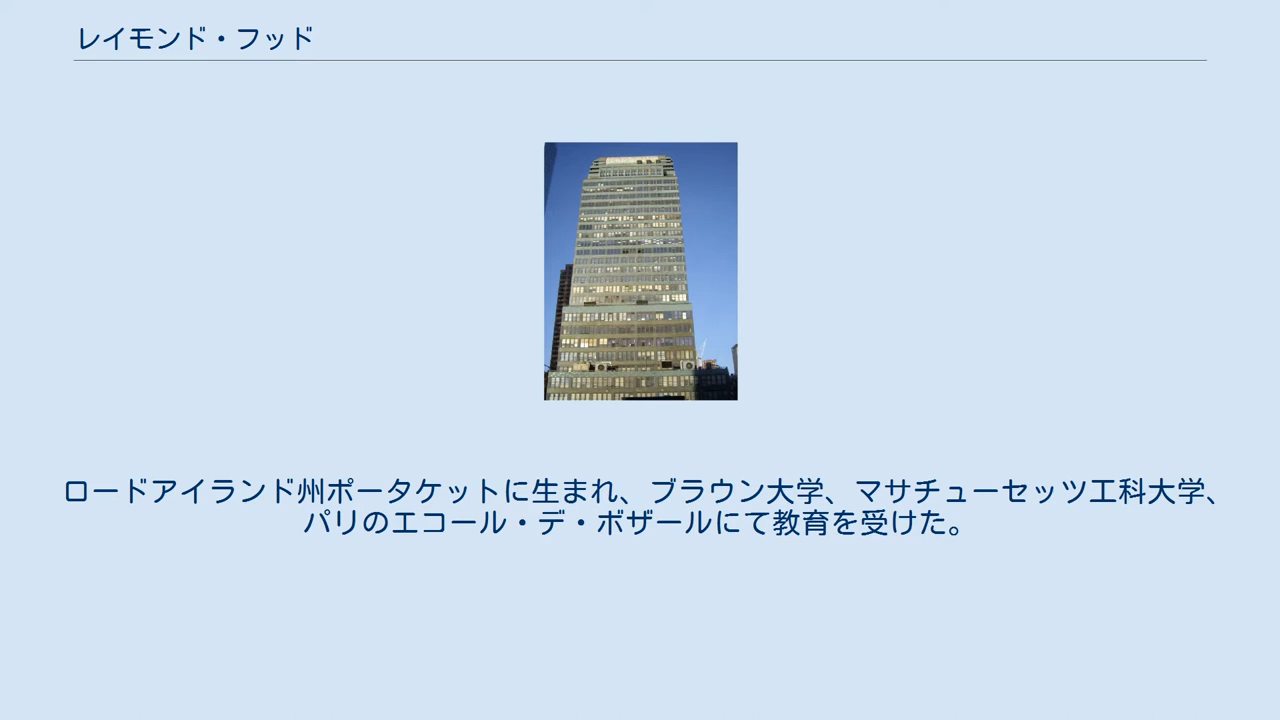 レイモンド・フッド
ロードアイランド州ポータケットに生まれ、ブラウン大学、マサチューセッツ工科大学、
パリのエコール・デ・ボザールにて教育を受けた。